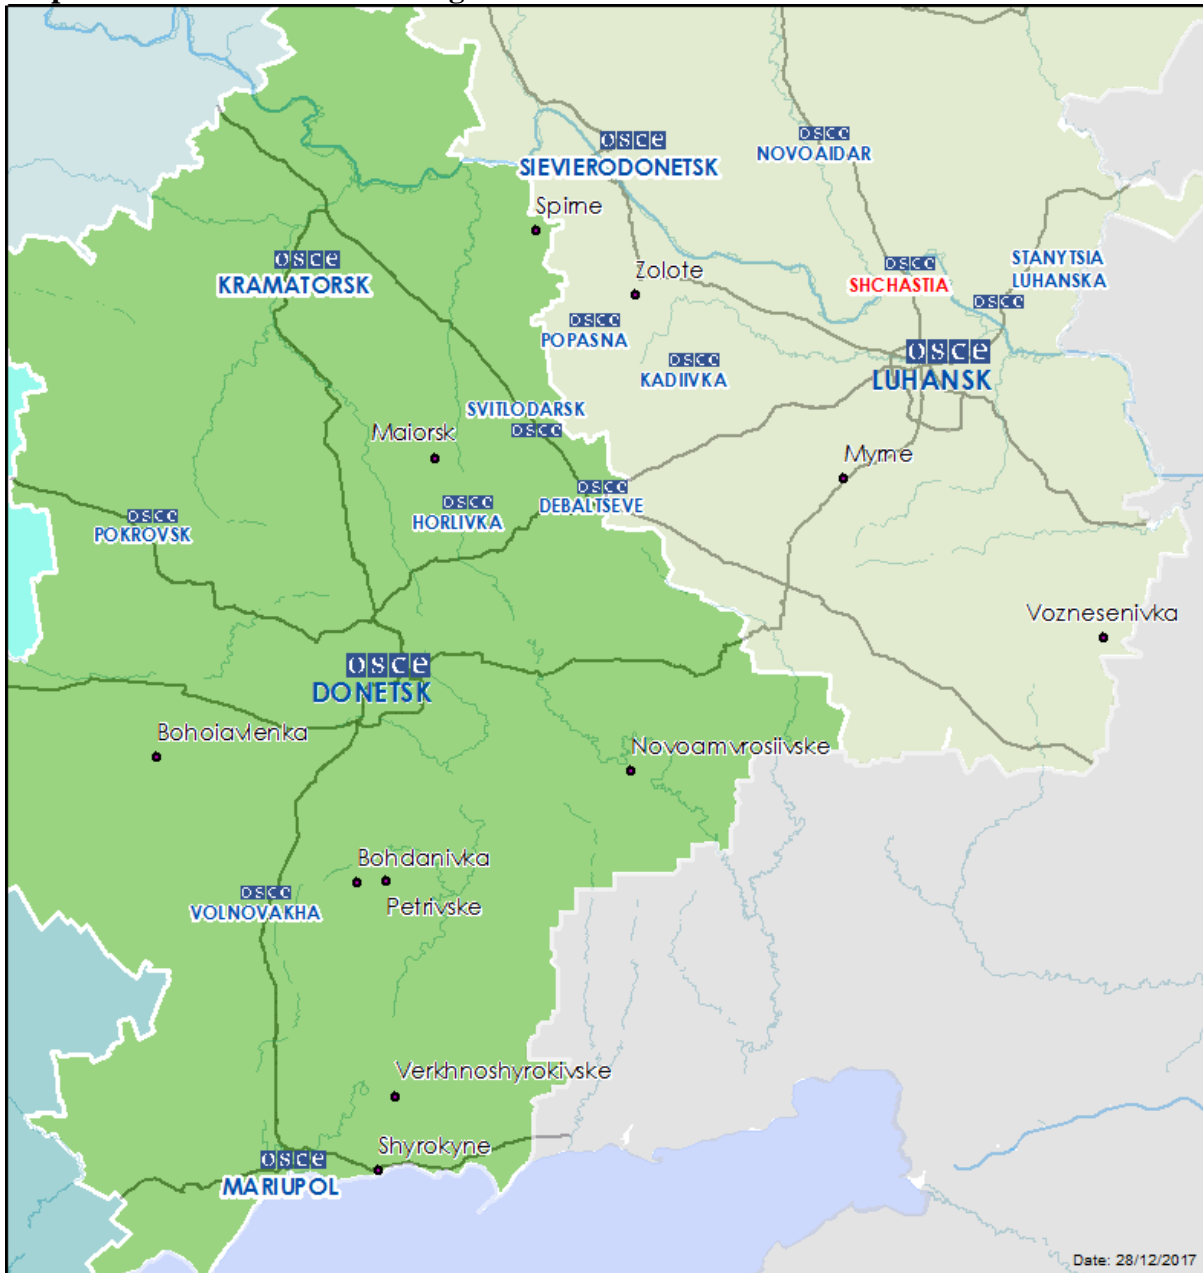 osce
SIEVIERODONETSK
osce
NOVOAIDAR
Spirne
osce
KRAMATORSK
Zolote
osce
SHCHASTIA
STANYTSIA
LUHANSKA
osce
osce
POPASNA
osce
KADIIVKA
osce
LUHANSK
SVITLODARSK
osce
Maiorsk
Myrne
osce
HORLIVKA
osce
DEBALTSEVE
osce
POKROVSK
Voznesenivka
osce
DONETSK
Bohoiavlenka
Novoamvrosiivske
Bohdanivka
Petrivske
osce
VOLNOVAKHA
Verkhnoshyrokivske
Shyrokyne
osce
MARIUPOL
Date: 28/12/2017